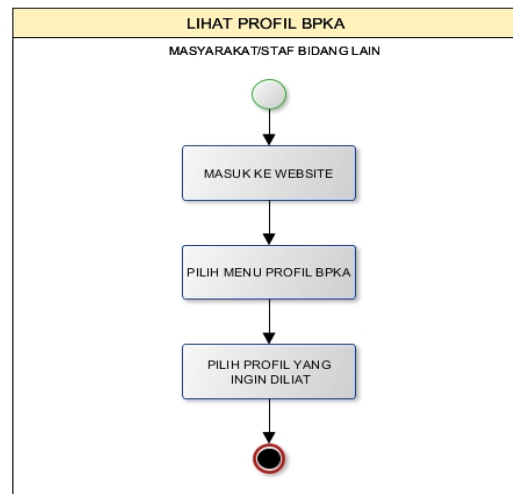 LIHAT PROFIL BPKA
MASYARAKAT/STAF BIDANG LAIN
MASUK KE WEBSITE
PILIH MENU PROFIL BPKA
PILIH PROFIL YANG
INGIN DILIAT